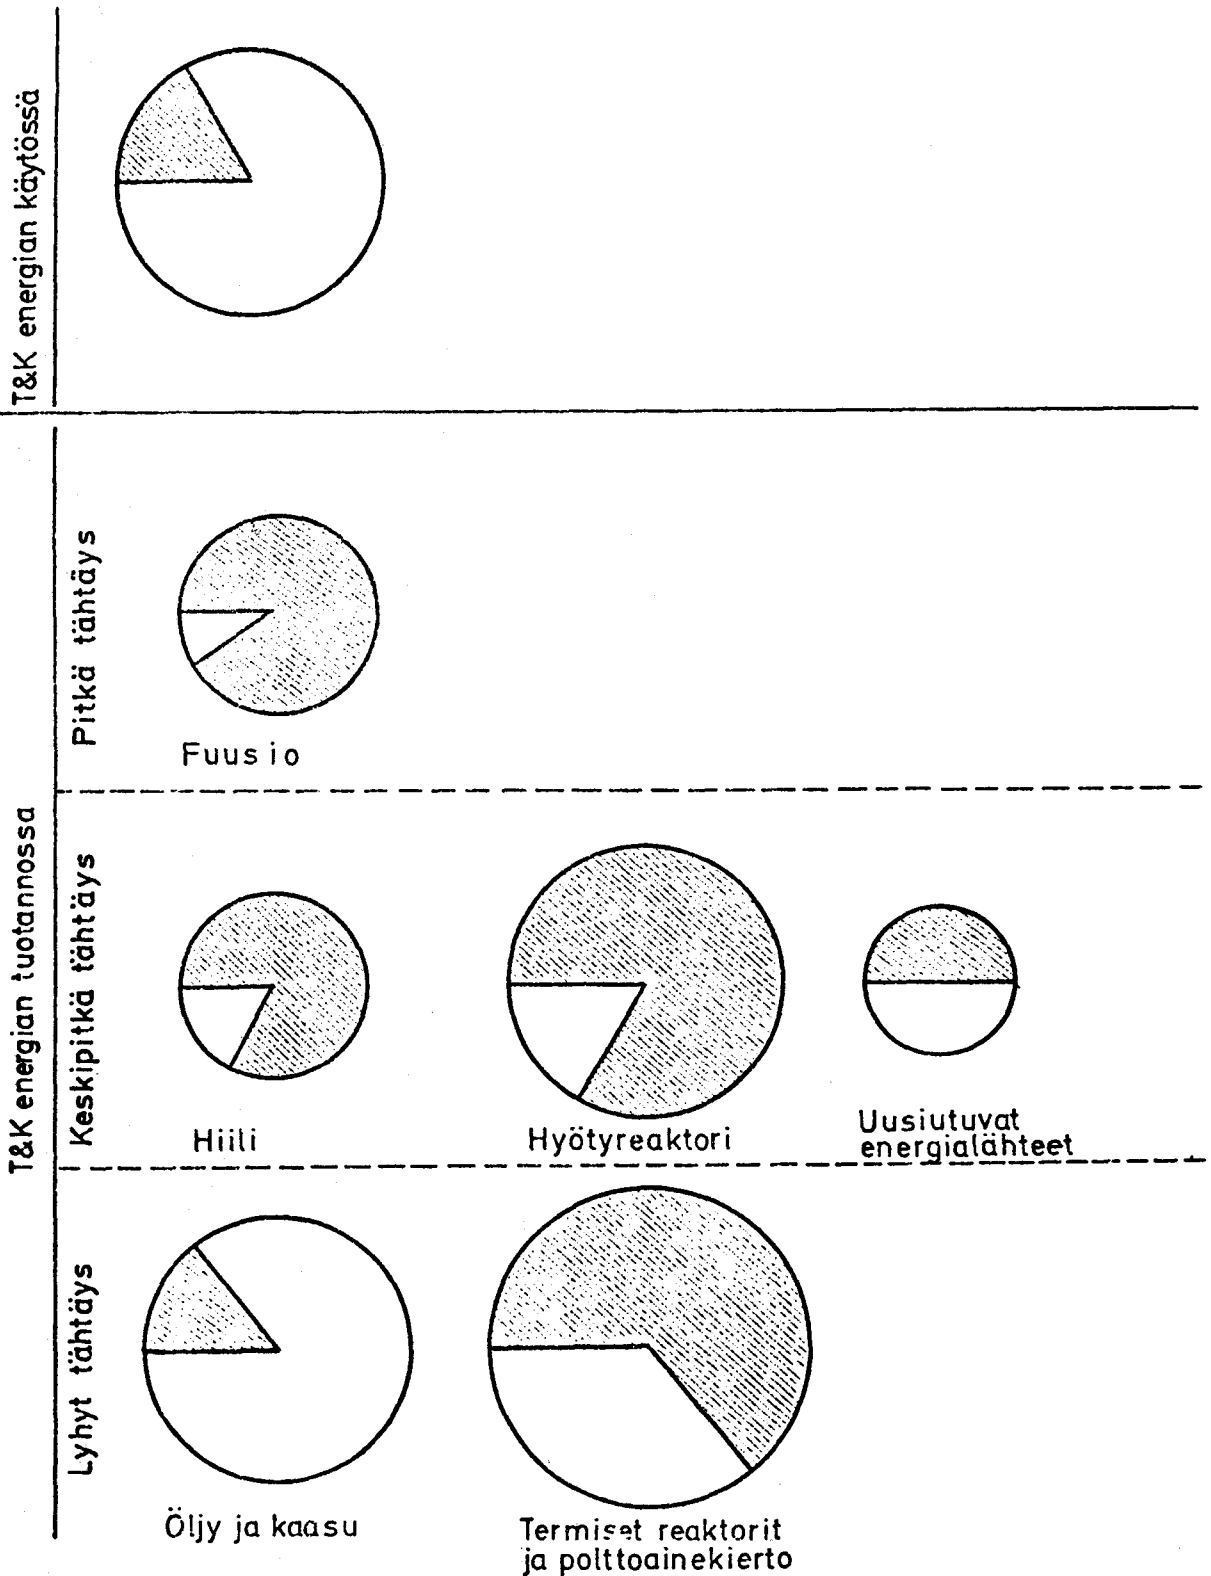 T&K energian käytössä
T&K energian tuotannossa
Pitkä tähtäys
Fuusio
Keskipitkä tähtäys
Hiili
Hyötyreaktori
Uusiutuvat
energialähteet
Lyhyt tähtäys
Öljy ja kaasu
Termiset reaktorit
ja polttoainekierto